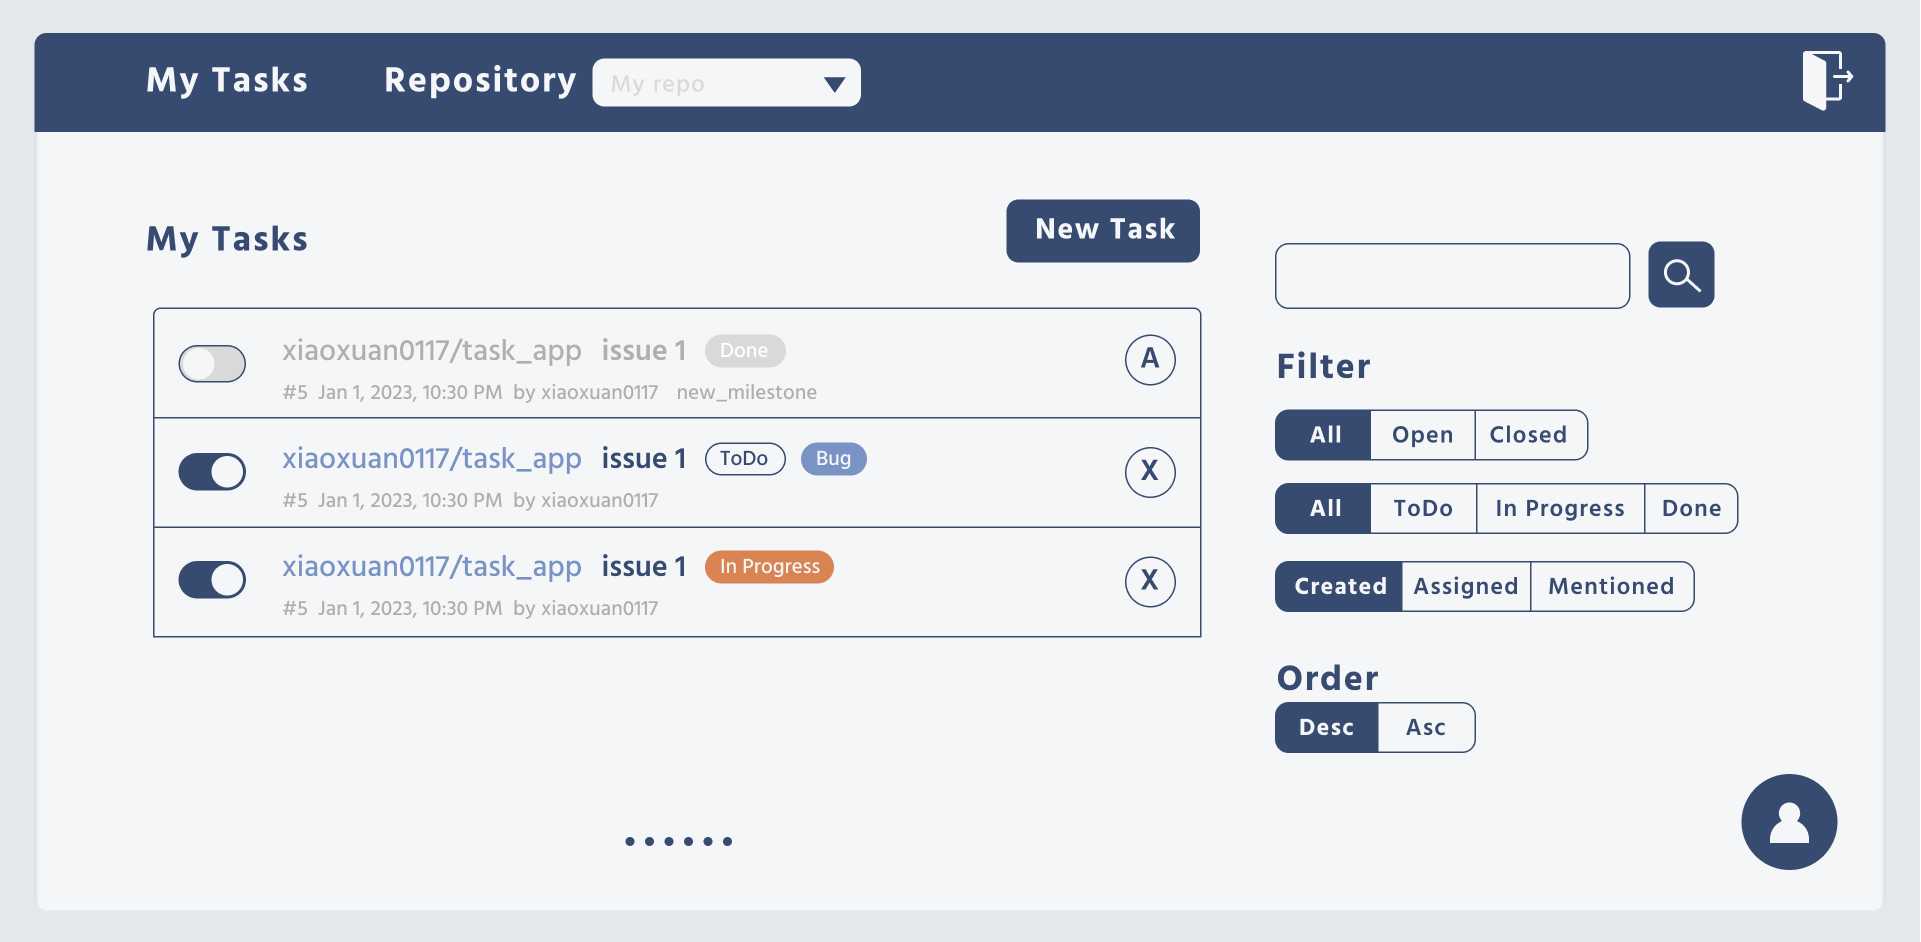 My Tasks Repository My repo
My Tasks
New Task
xiaoxuan0117/task_app issue 1 Done
#5 Jan 1, 2023, 10:30 PM by xiaoxuan0117 new_milestone
A
xiaoxuan0117/task_app issue 1 ToDo Bug
#5 Jan 1, 2023, 10:30 PM by xiaoxuan0117
X
xiaoxuan0117/task_app issue 1 In Progress
#5 Jan 1, 2023, 10:30 PM by xiaoxuan0117
X
Filter
All Open Closed
All ToDo In Progress Done
Created Assigned Mentioned
Order
Desc Asc